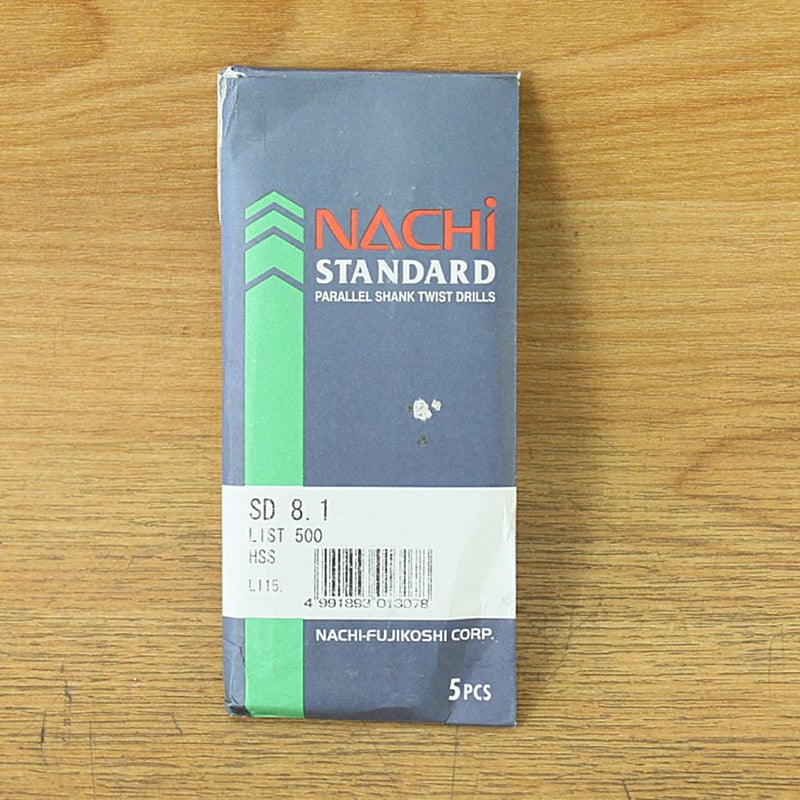 NACHi
STANDARD
PARALLEL SHANK TWIST DRILLS
SD 8.1
LIST 500
HSS
LI15.
4 991893 013078
NACHI-FUJIKOSHI CORP.
5PCS